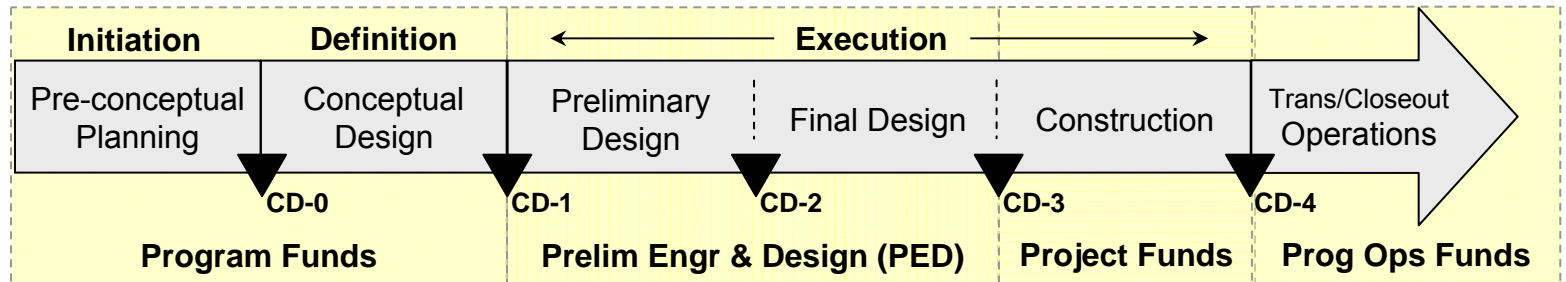 Initiation
Definition
Execution
Pre-conceptual
Planning
Conceptual
Design
Preliminary
Design
Final Design
Construction
Trans/Closeout
Operations
CD-0
CD-1
CD-2
CD-3
CD-4
Program Funds
Prelim Engr & Design (PED)
Project Funds
Prog Ops Funds